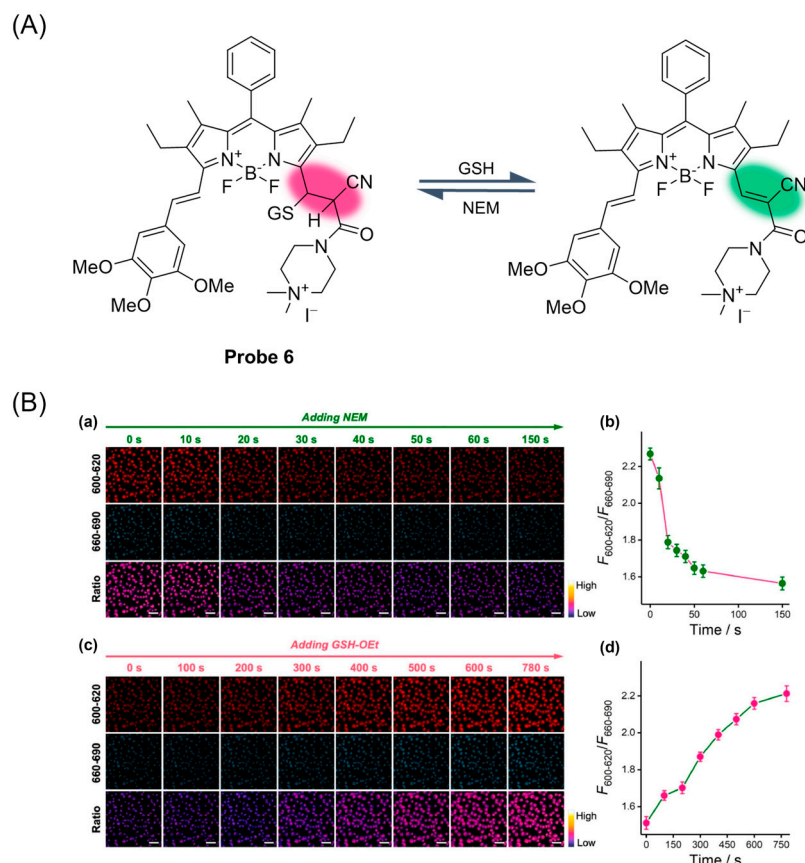 (A)
N
+
B
-
N
F
F
CN
GS
H
O
N
N
+
I⁻
MeO
MeO
OMe
Probe 6
GSH
NEM
N
+
B
-
N
F
F
CN
O
N
N
+
I⁻
MeO
MeO
OMe
(B)
(a)
Adding NEM
0 s 10 s 20 s 30 s 40 s 50 s 60 s 150 s
600-620
660-690
Ratio
High
Low
(b)
F600-620/F660-690
2.2
2.0
1.8
1.6
0 50 100 150
Time / s
(c)
Adding GSH-OEt
0 s 100 s 200 s 300 s 400 s 500 s 600 s 780 s
600-620
660-690
Ratio
High
Low
(d)
F600-620/F660-690
2.4
2.2
2.0
1.8
1.6
0 150 300 450 600 750
Time / s